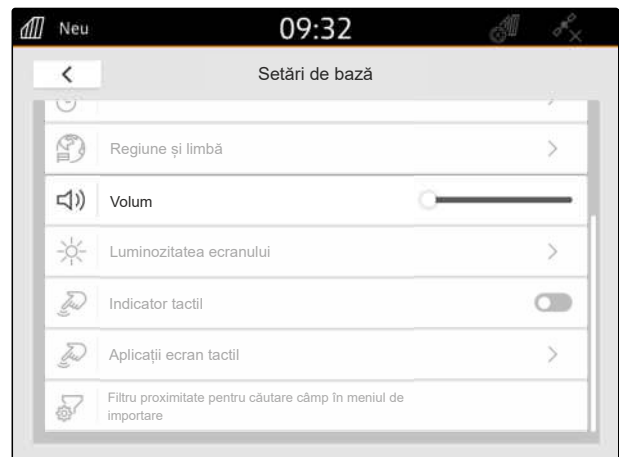 Neu
09:32
Setări de bază
Regiune și limbă
Volum
Luminozitatea ecranului
Indicator tactil
Aplicații ecran tactil
Filtru proximitate pentru căutare câmp în meniul de
importare